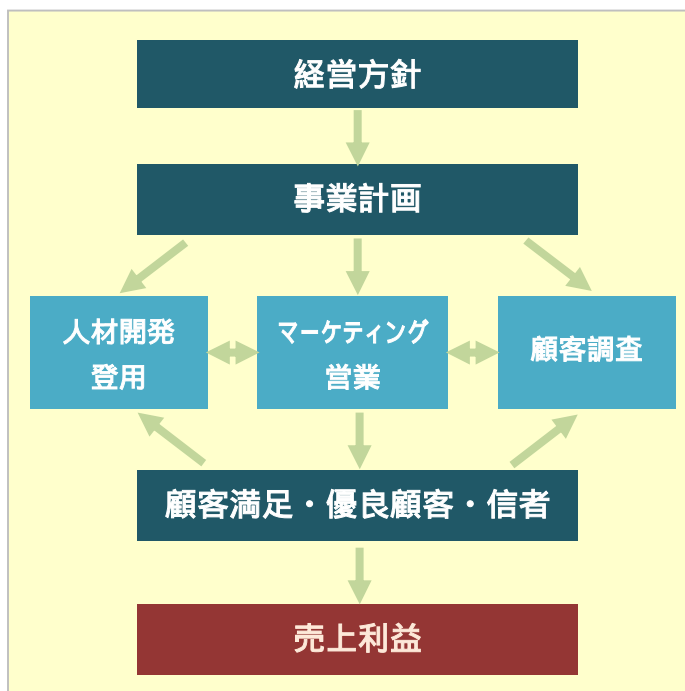 経営方針
事業計画
人材開発
登用
マーケティング
営業
顧客調査
顧客満足・優良顧客・信者
売上利益